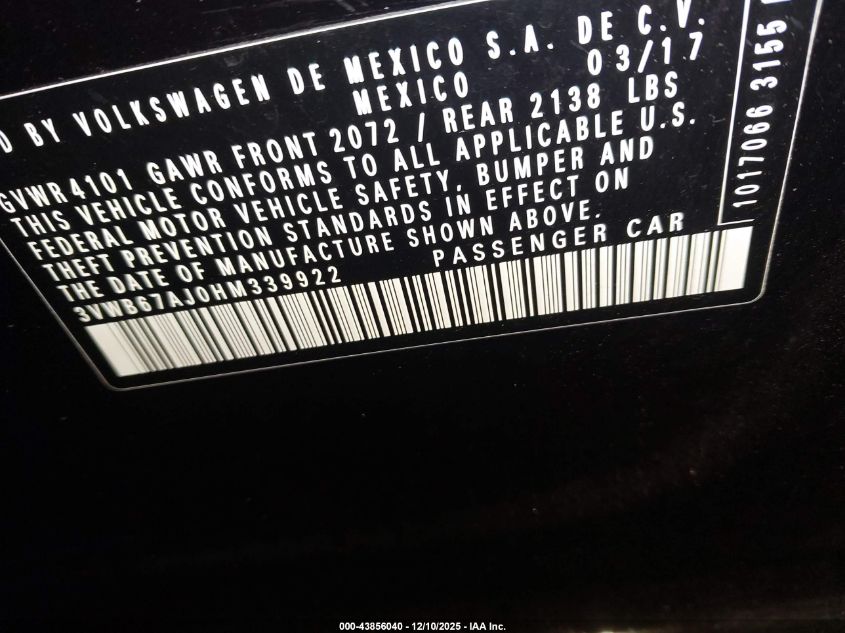 D BY VOLKSWAGEN DE MEXICO S.A. DE C.V.
MEXICO 03/17
GVWR 4101 GAWR FRONT 2072 / REAR 2138 LBS
THIS VEHICLE CONFORMS TO ALL APPLICABLE U.S.
FEDERAL MOTOR VEHICLE SAFETY, BUMPER AND
THEFT PREVENTION STANDARDS IN EFFECT ON
THE DATE OF MANUFACTURE SHOWN ABOVE.
3VWB67AJ0HM339922 PASSENGER CAR
1017066 3155
000-43856040 - 12/10/2025 - IAA Inc.